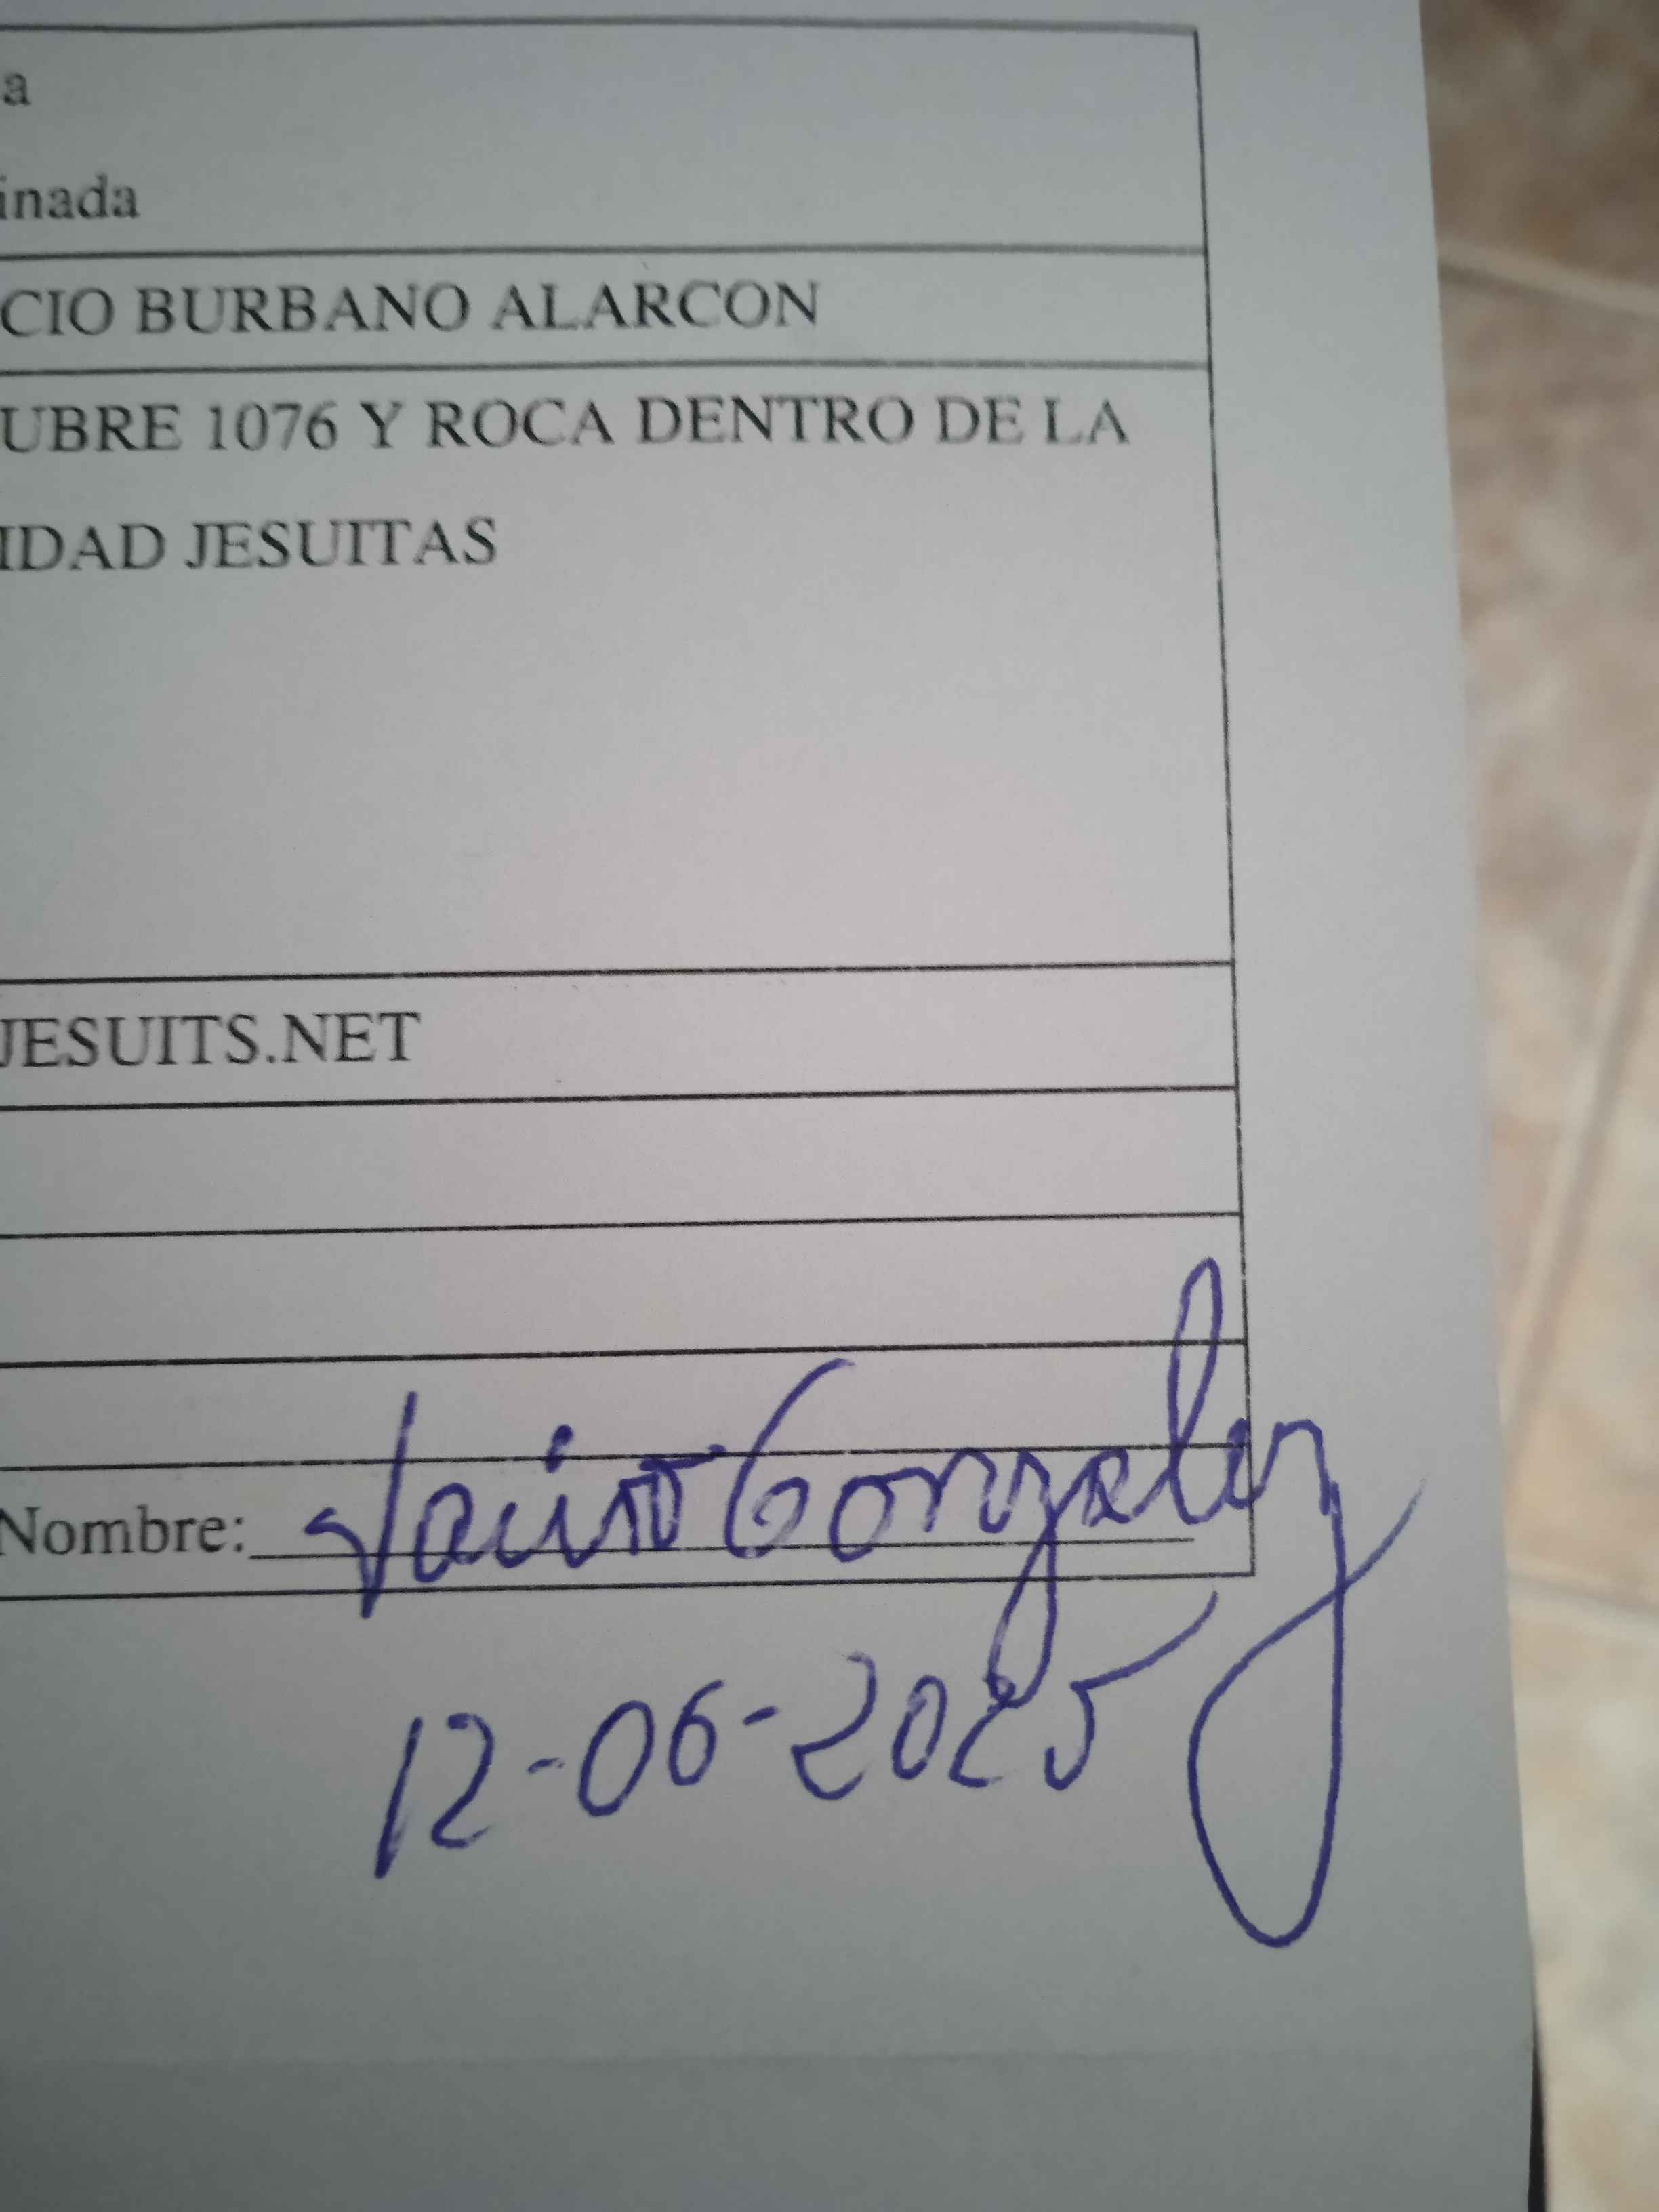 a
inada
CIO BURBANO ALARCON
UBRE 1076 Y ROCA DENTRO DE LA
IDAD JESUITAS
JESUITS.NET
Nombre: Gonzalez
12-06-2025